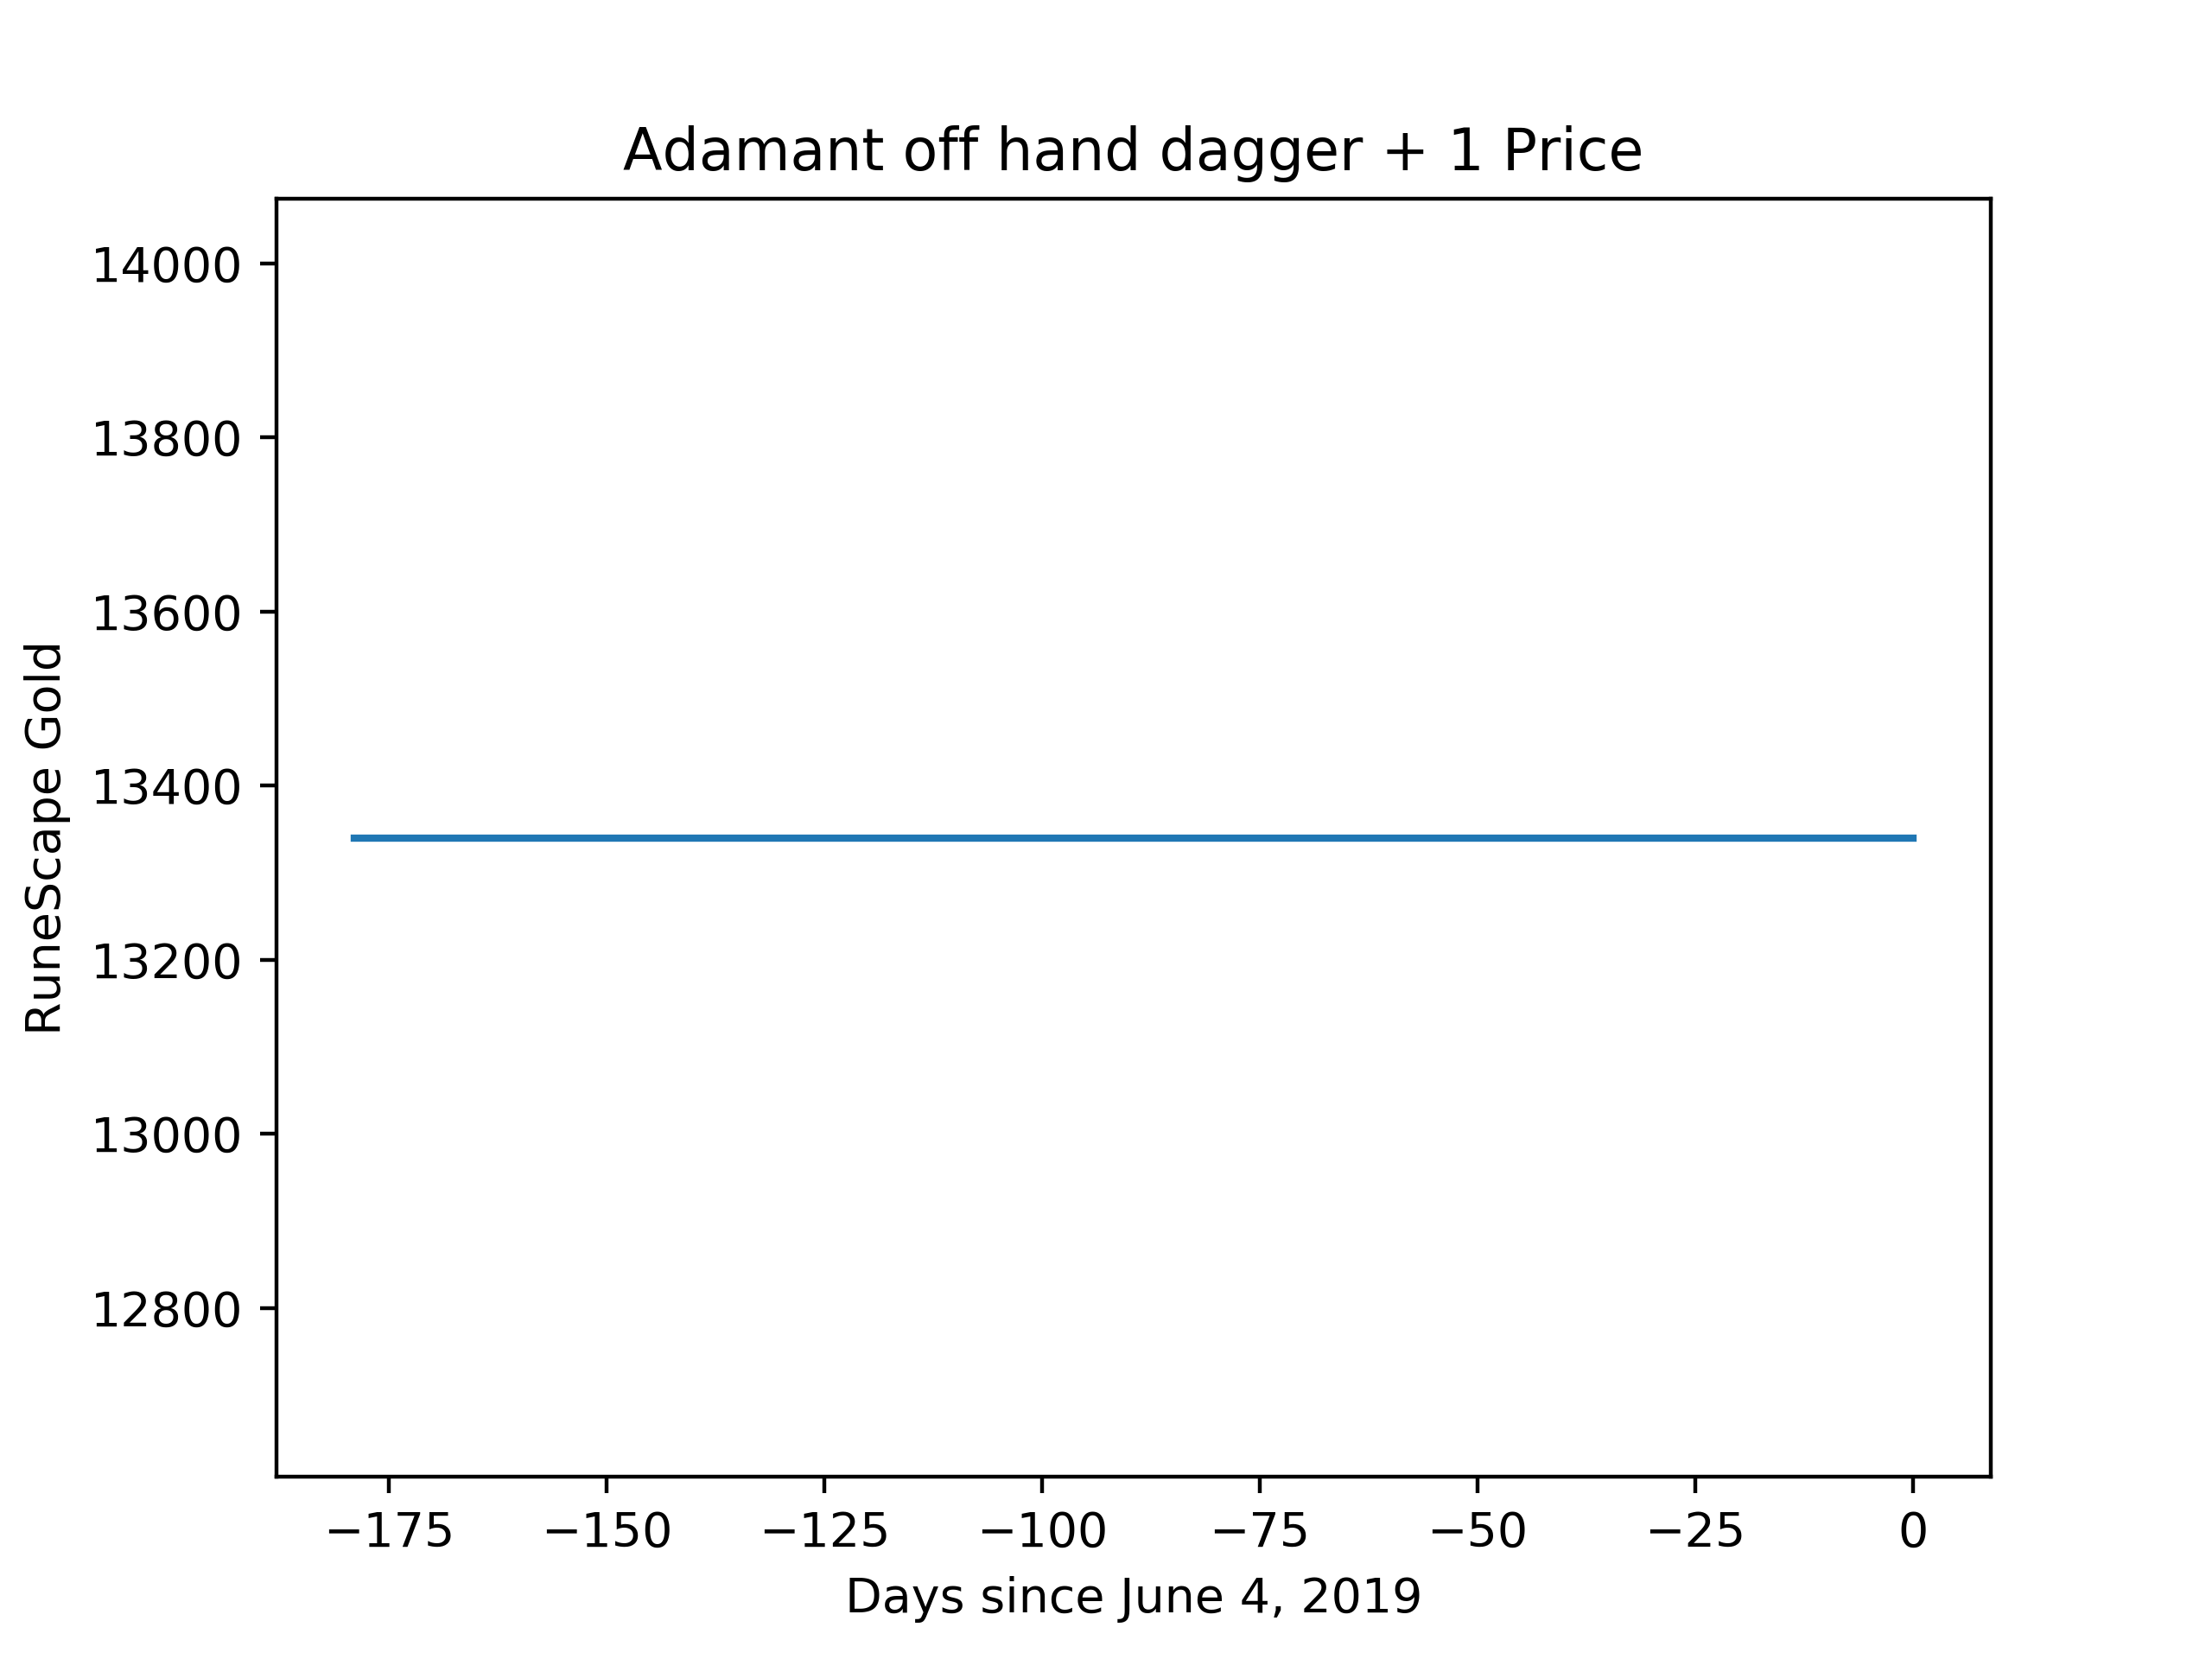 Adamant off hand dagger + 1 Price
14000
13800
13600
13400
13200
13000
12800
RuneScape Gold
−175 −150 −125 −100 −75 −50 −25 0
Days since June 4, 2019